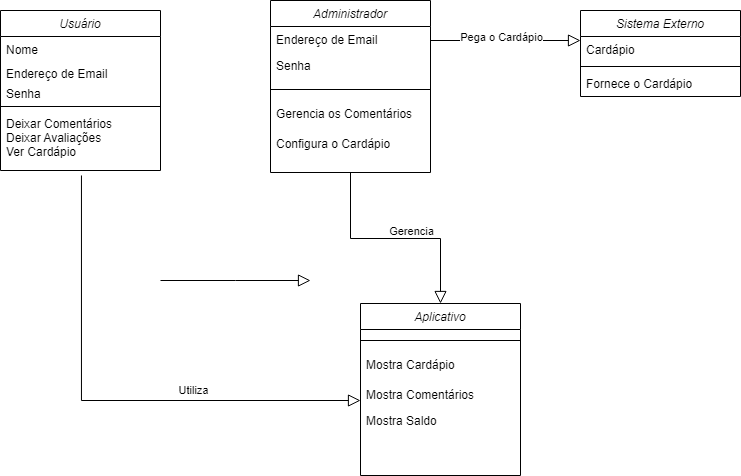 Usuário
Nome
Endereço de Email
Senha
Deixar Comentários
Deixar Avaliações
Ver Cardápio
Administrador
Endereço de Email
Senha
Gerencia os Comentários
Configura o Cardápio
Pega o Cardápio
Sistema Externo
Cardápio
Fornece o Cardápio
Gerencia
Utiliza
Aplicativo
Mostra Cardápio
Mostra Comentários
Mostra Saldo